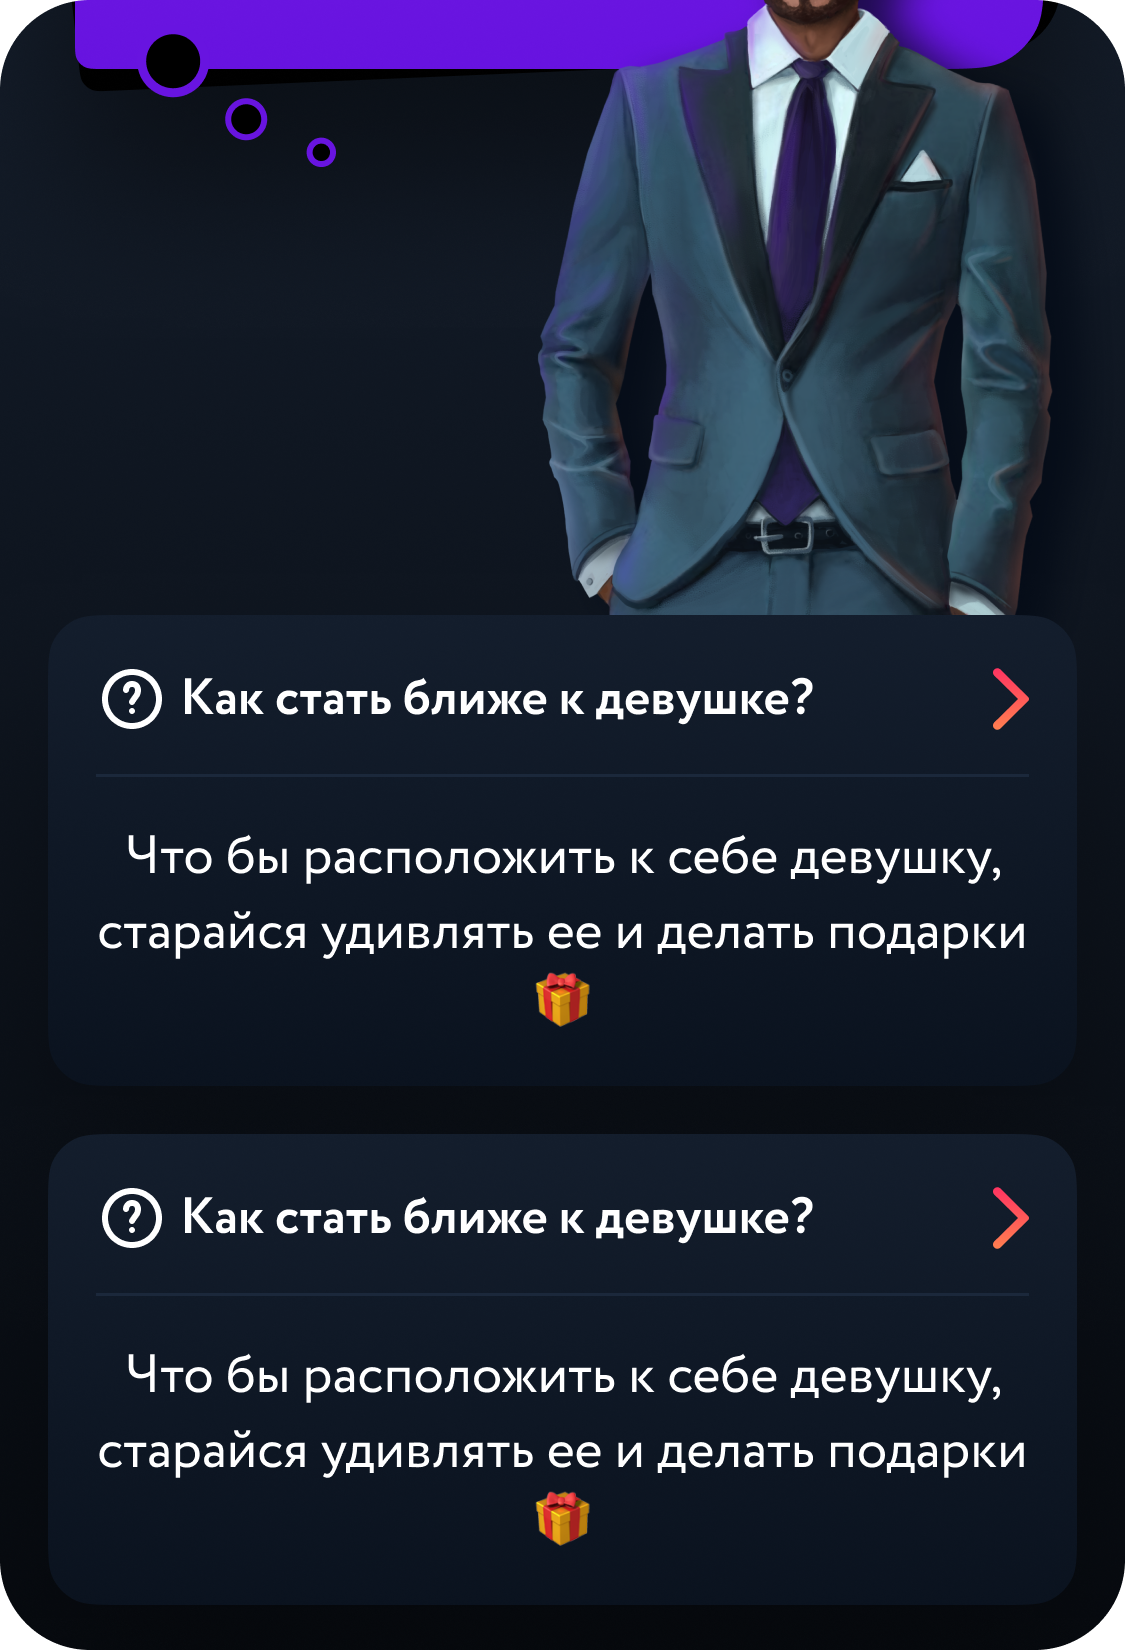 Как стать ближе к девушке?
Что бы расположить к себе девушку,
старайся удивлять ее и делать подарки
🎁
Как стать ближе к девушке?
Что бы расположить к себе девушку,
старайся удивлять ее и делать подарки
🎁